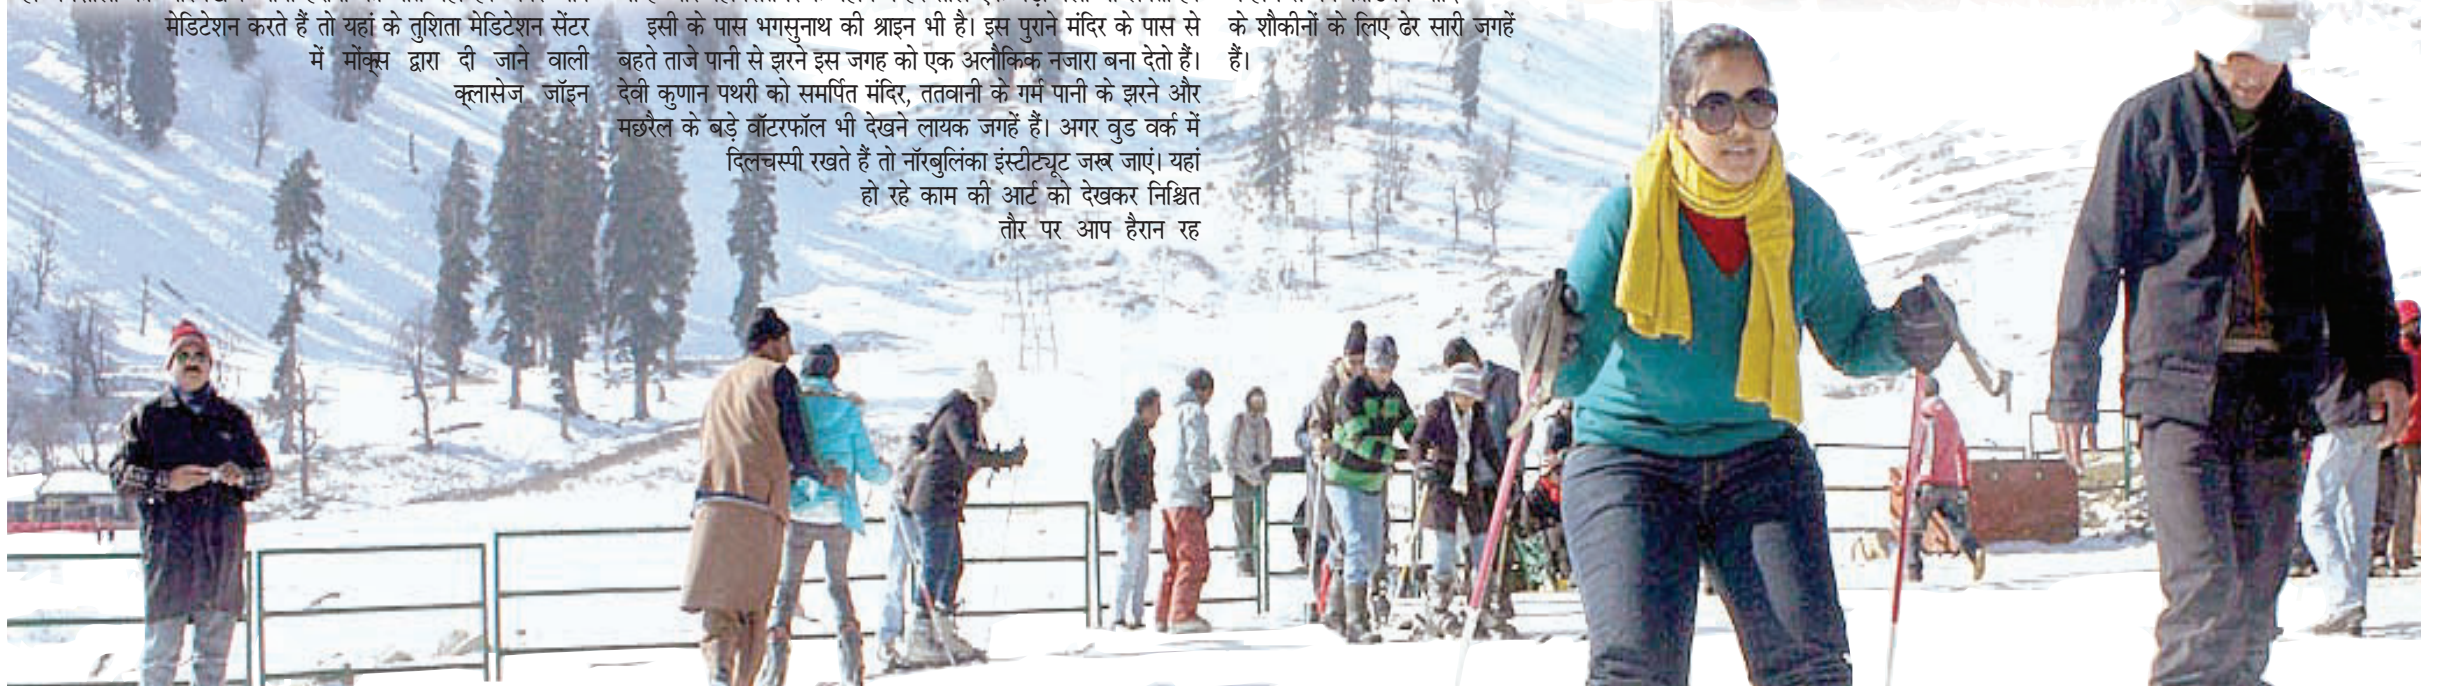 मेडिटेशन करते हैं तो यहां के तुशिता मेडिटेशन सेंटर
में मोंक्स द्वारा दी जाने वाली
क्लासेज जॉइन
इसी के पास भगसुनाथ की श्राइन भी है। इस पुराने मंदिर के पास से
बहते ताजे पानी से झरने इस जगह को एक अलौकिक नजारा बना देतो हैं।
देवी कुणान पथरी को समर्पित मंदिर, ततवानी के गर्म पानी के झरने और
मछरैल के बड़े वॉटरफॉल भी देखने लायक जगहें हैं। अगर वुड वर्क में
दिलचस्पी रखते हैं तो नॉरबुलिंका इंस्टीट्यूट जरूर जाएं। यहां
हो रहे काम की आर्ट को देखकर निश्चित
तौर पर आप हैरान रह
के शौकीनों के लिए ढेर सारी जगहें
हैं।